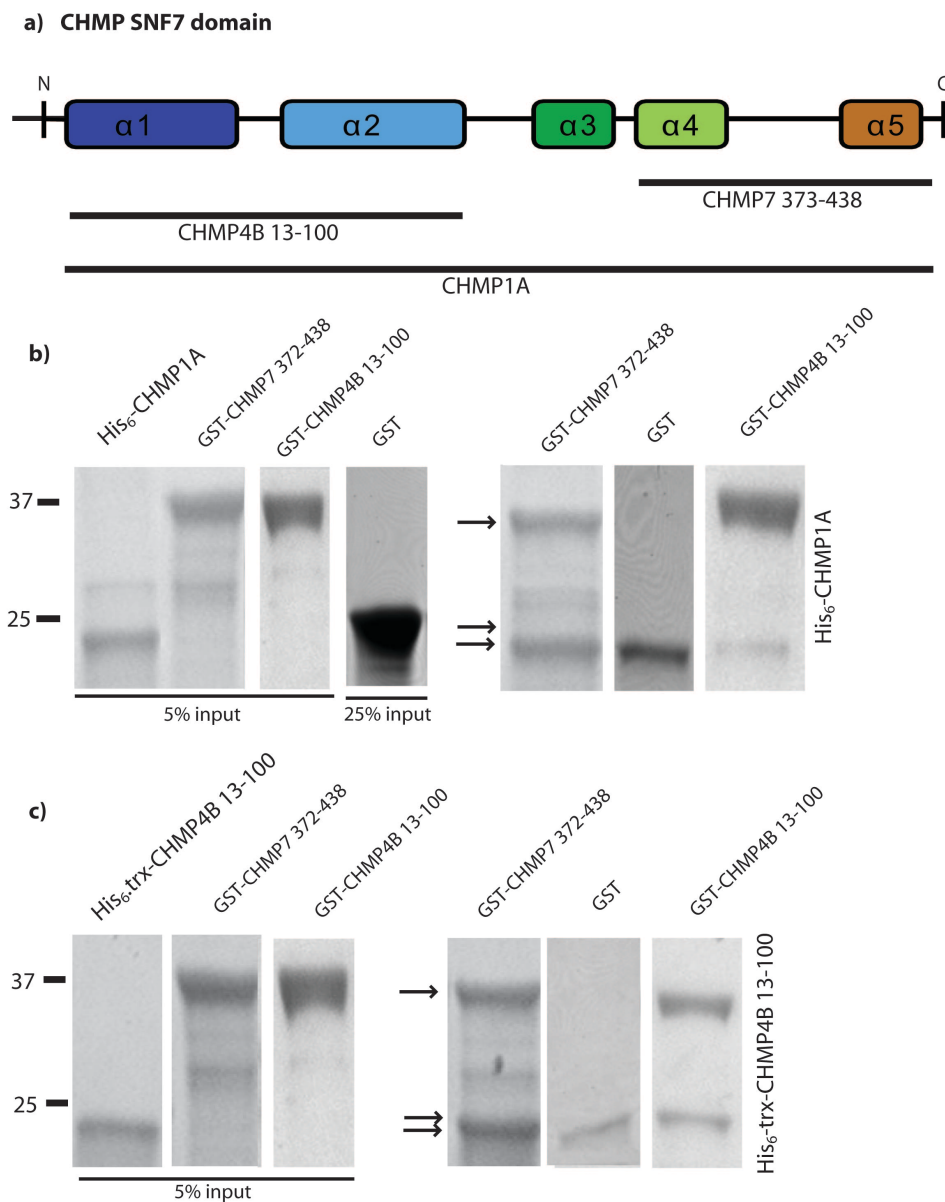 a) CHMP SNF7 domain
N
C
α1 α2 α3 α4 α5
CHMP7 373-438
CHMP4B 13-100
CHMP1A
b)
His₆-CHMP1A
GST-CHMP7 372-438
GST-CHMP4B 13-100
GST
GST-CHMP7 372-438
GST
GST-CHMP4B 13-100
37
25
His₆-CHMP1A
5% input
25% input
c)
His₆.trx-CHMP4B 13-100
GST-CHMP7 372-438
GST-CHMP4B 13-100
GST-CHMP7 372-438
GST
GST-CHMP4B 13-100
37
25
His₆-trx-CHMP4B 13-100
5% input